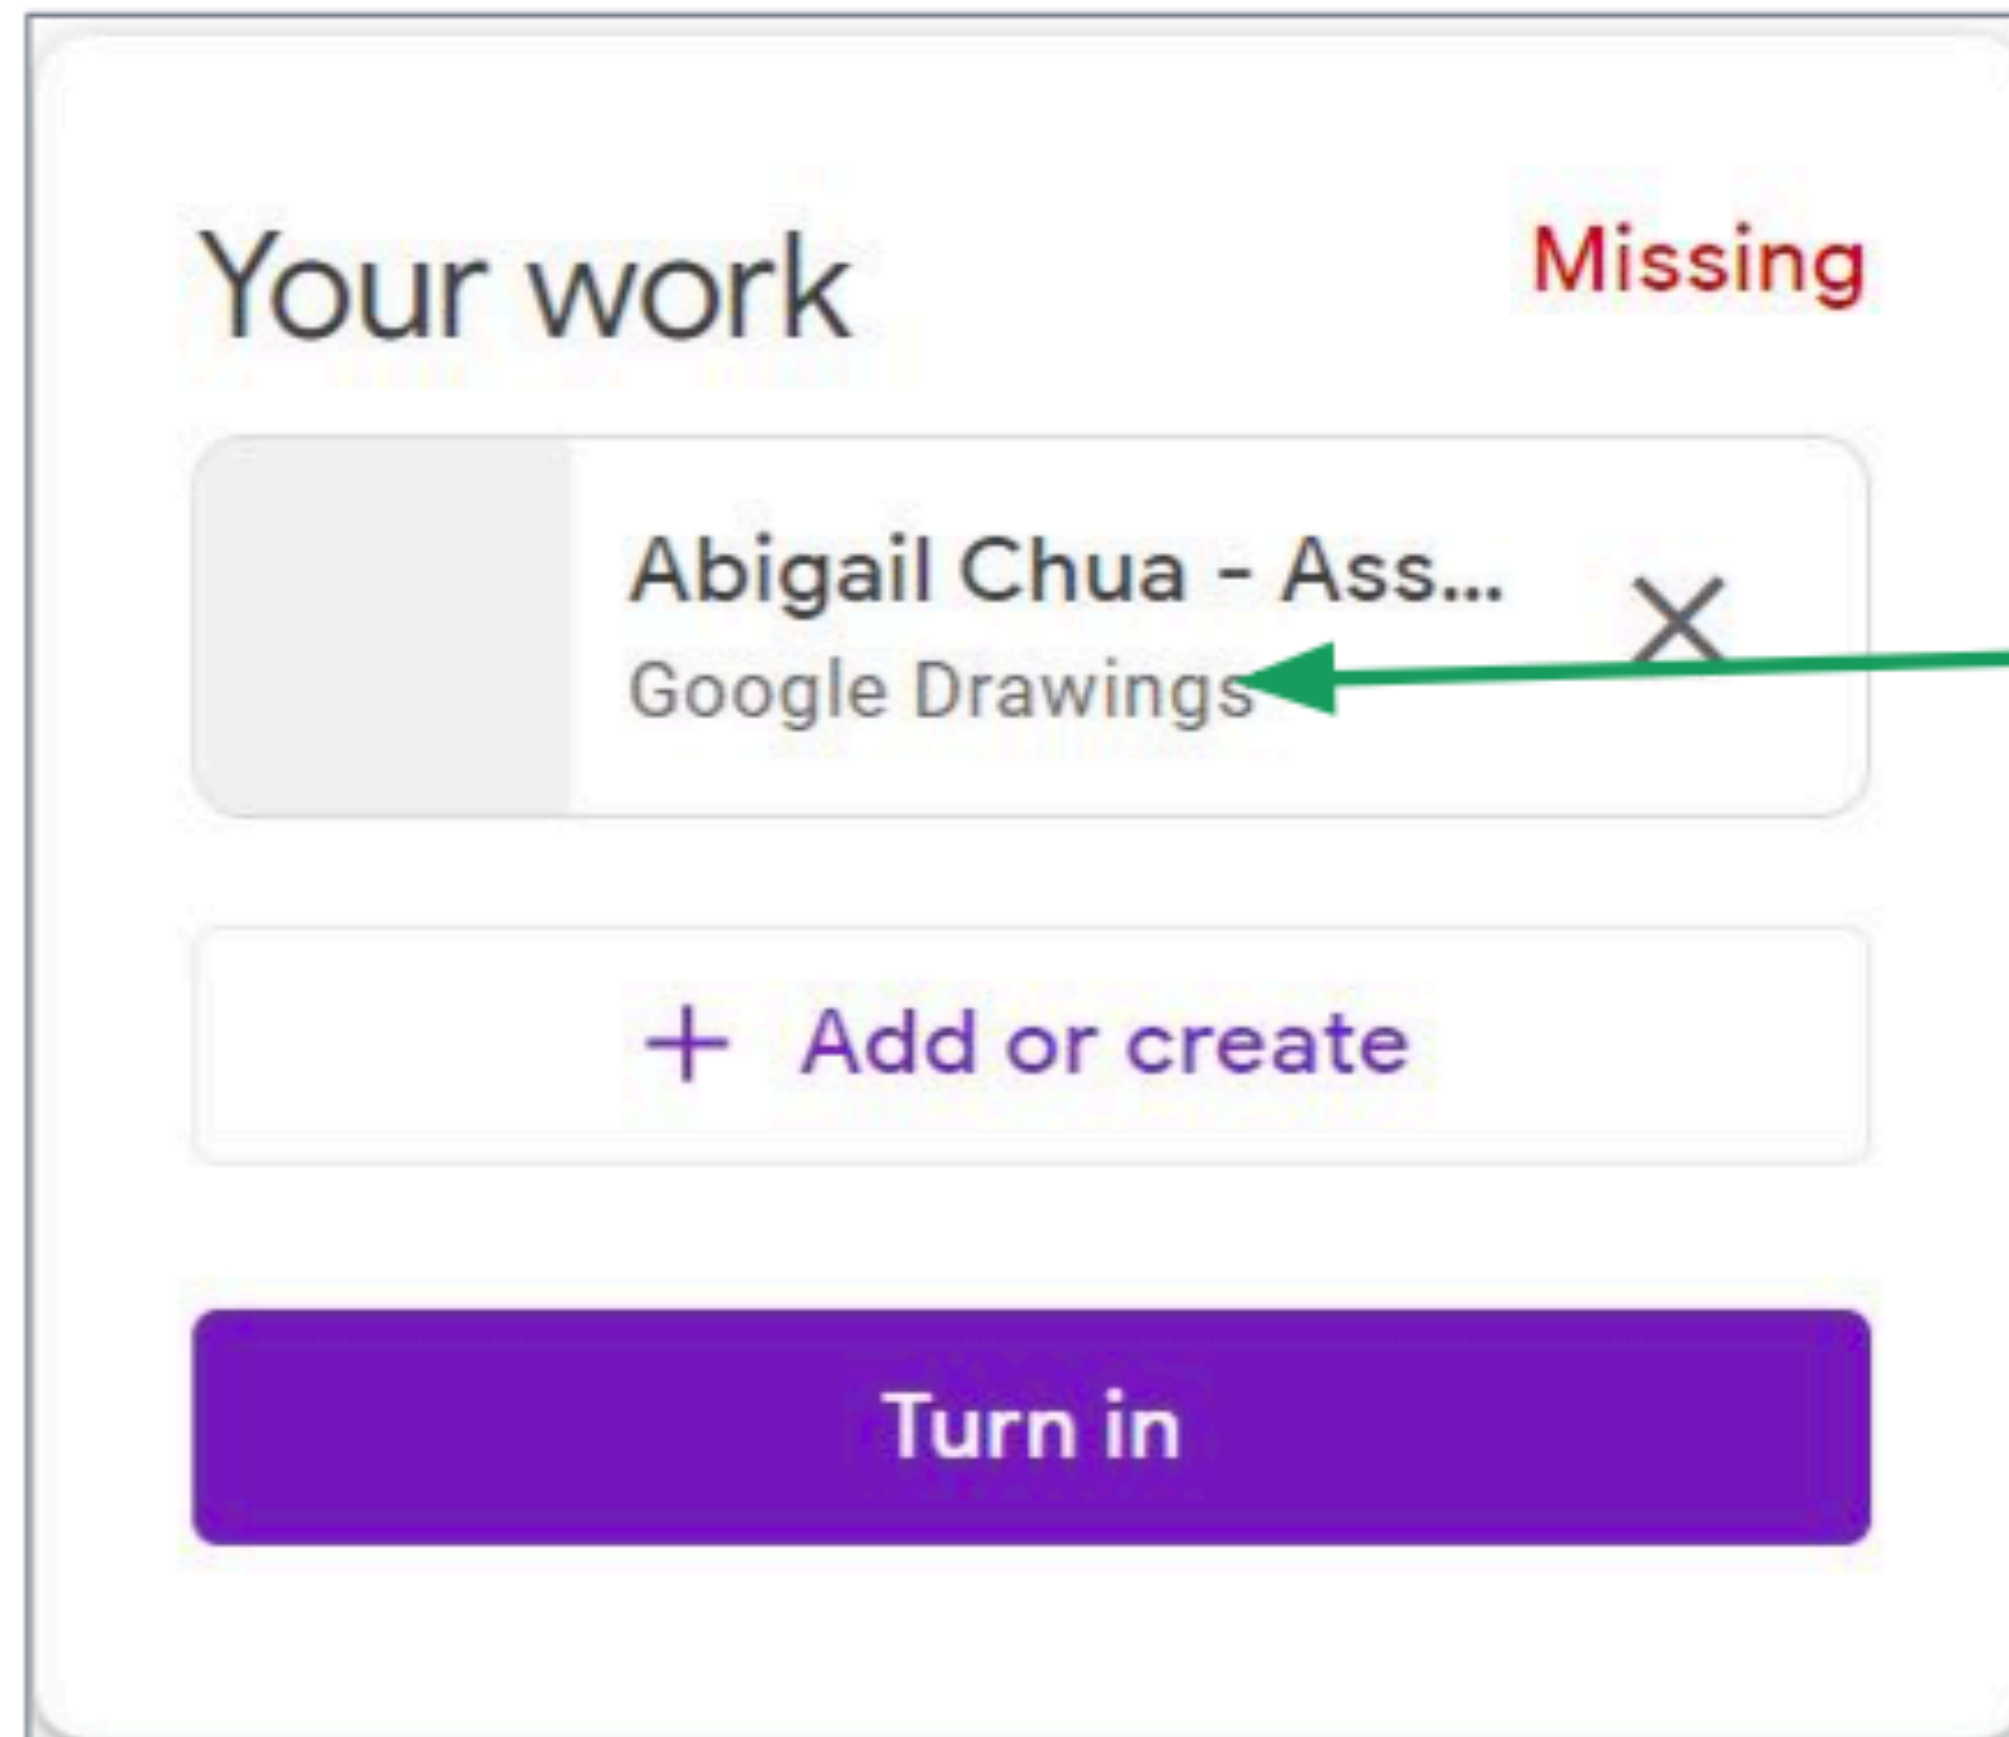 Your work
Missing
Abigail Chua - Ass...
Google Drawings
+ Add or create
Turn in